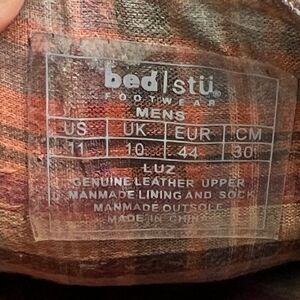 bed|stü®
FOOTWEAR
MENS
US UK EUR CM
11 10 44 30
LUZ
GENUINE LEATHER UPPER
MANMADE LINING AND SOCK
MANMADE OUTSOLE
MADE IN CHINA